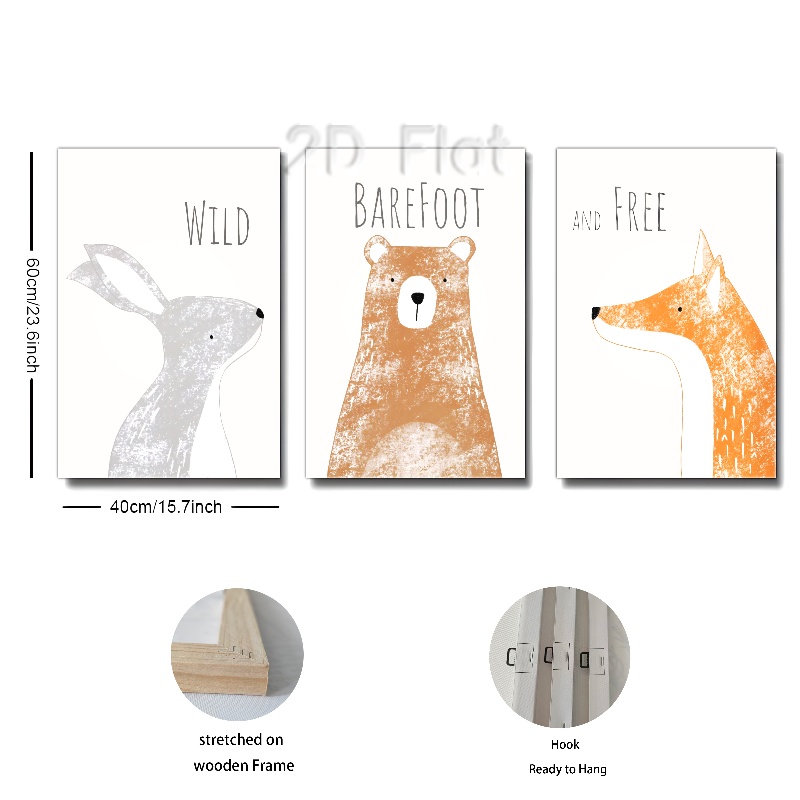 2D Flat
WILD
BAREFOOT
AND FREE
60cm/23.6inch
40cm/15.7inch
stretched on
wooden Frame
Hook
Ready to Hang